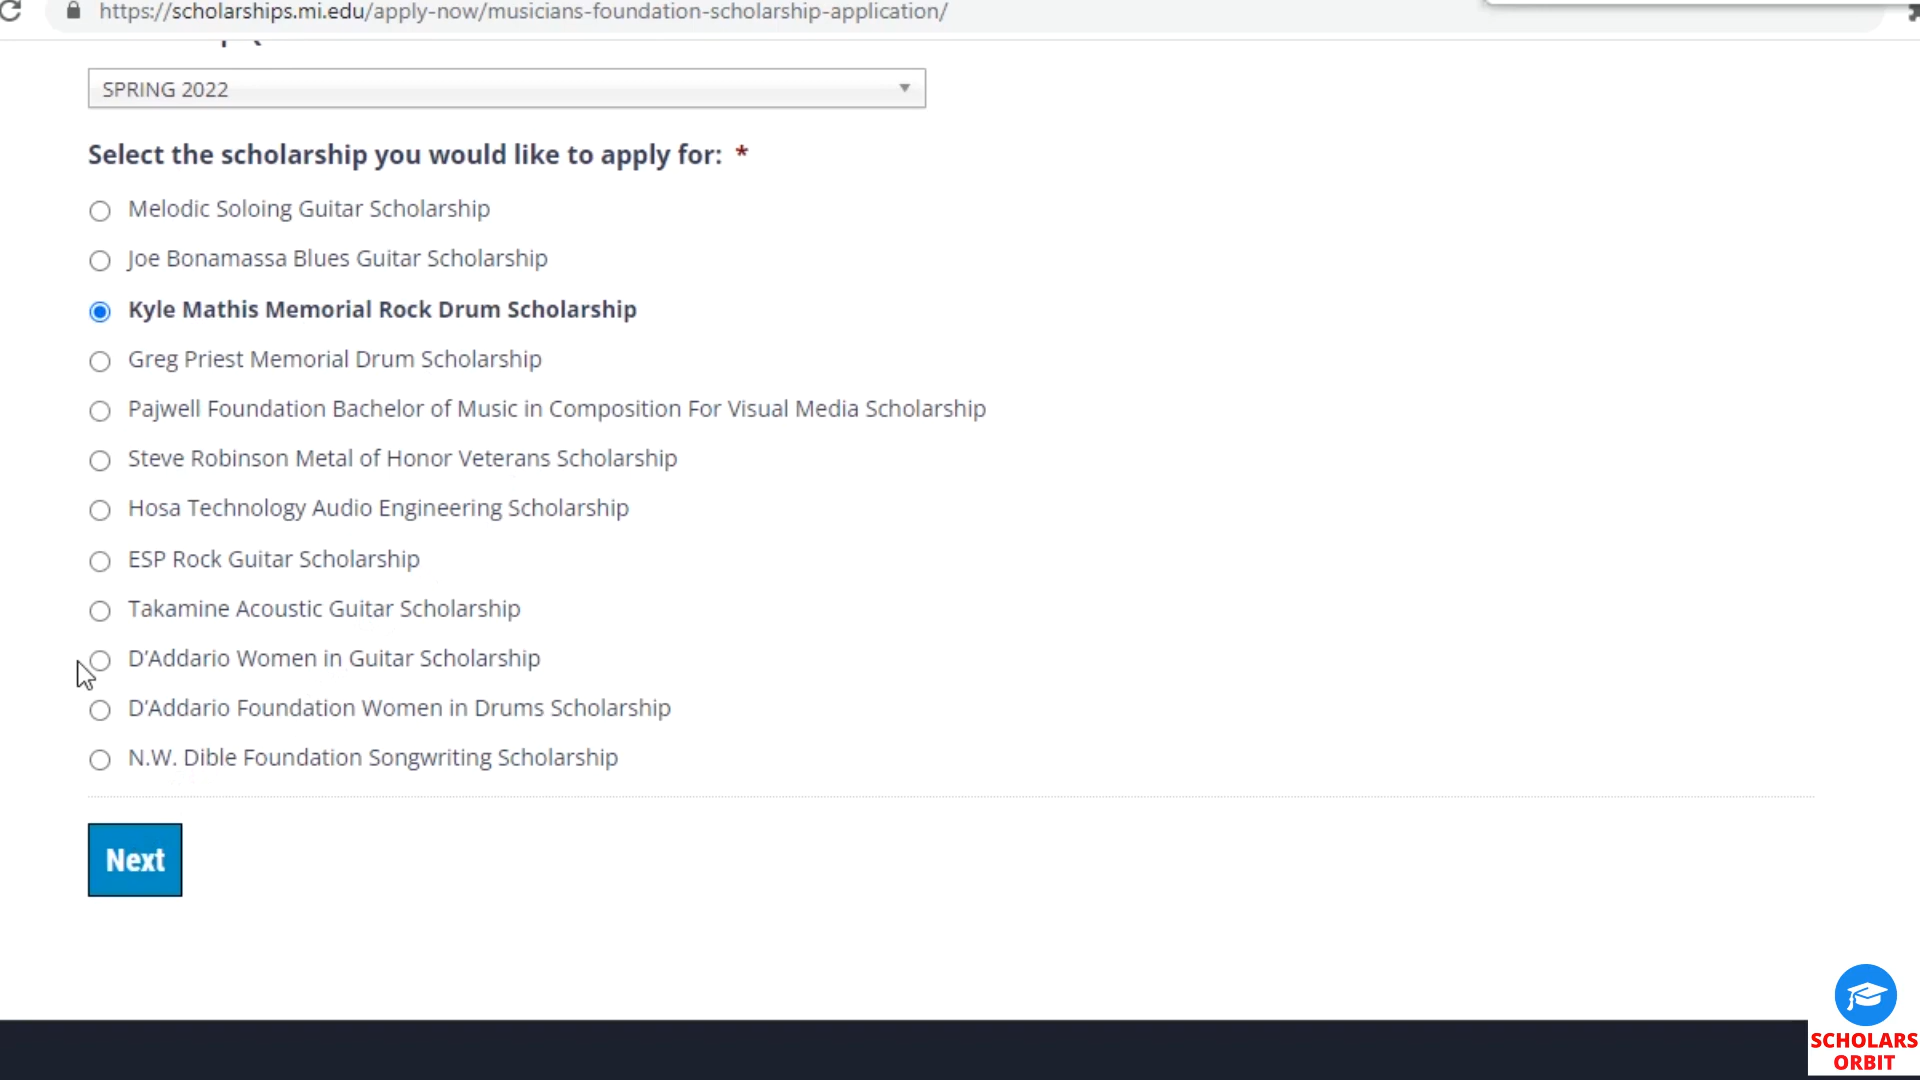 https://scholarships.mi.edu/apply-now/musicians-foundation-scholarship-application/
SPRING 2022
Select the scholarship you would like to apply for: *
Melodic Soloing Guitar Scholarship
Joe Bonamassa Blues Guitar Scholarship
Kyle Mathis Memorial Rock Drum Scholarship
Greg Priest Memorial Drum Scholarship
Pajwell Foundation Bachelor of Music in Composition For Visual Media Scholarship
Steve Robinson Metal of Honor Veterans Scholarship
Hosa Technology Audio Engineering Scholarship
ESP Rock Guitar Scholarship
Takamine Acoustic Guitar Scholarship
D’Addario Women in Guitar Scholarship
D’Addario Foundation Women in Drums Scholarship
N.W. Dible Foundation Songwriting Scholarship
Next
SCHOLARS
ORBIT